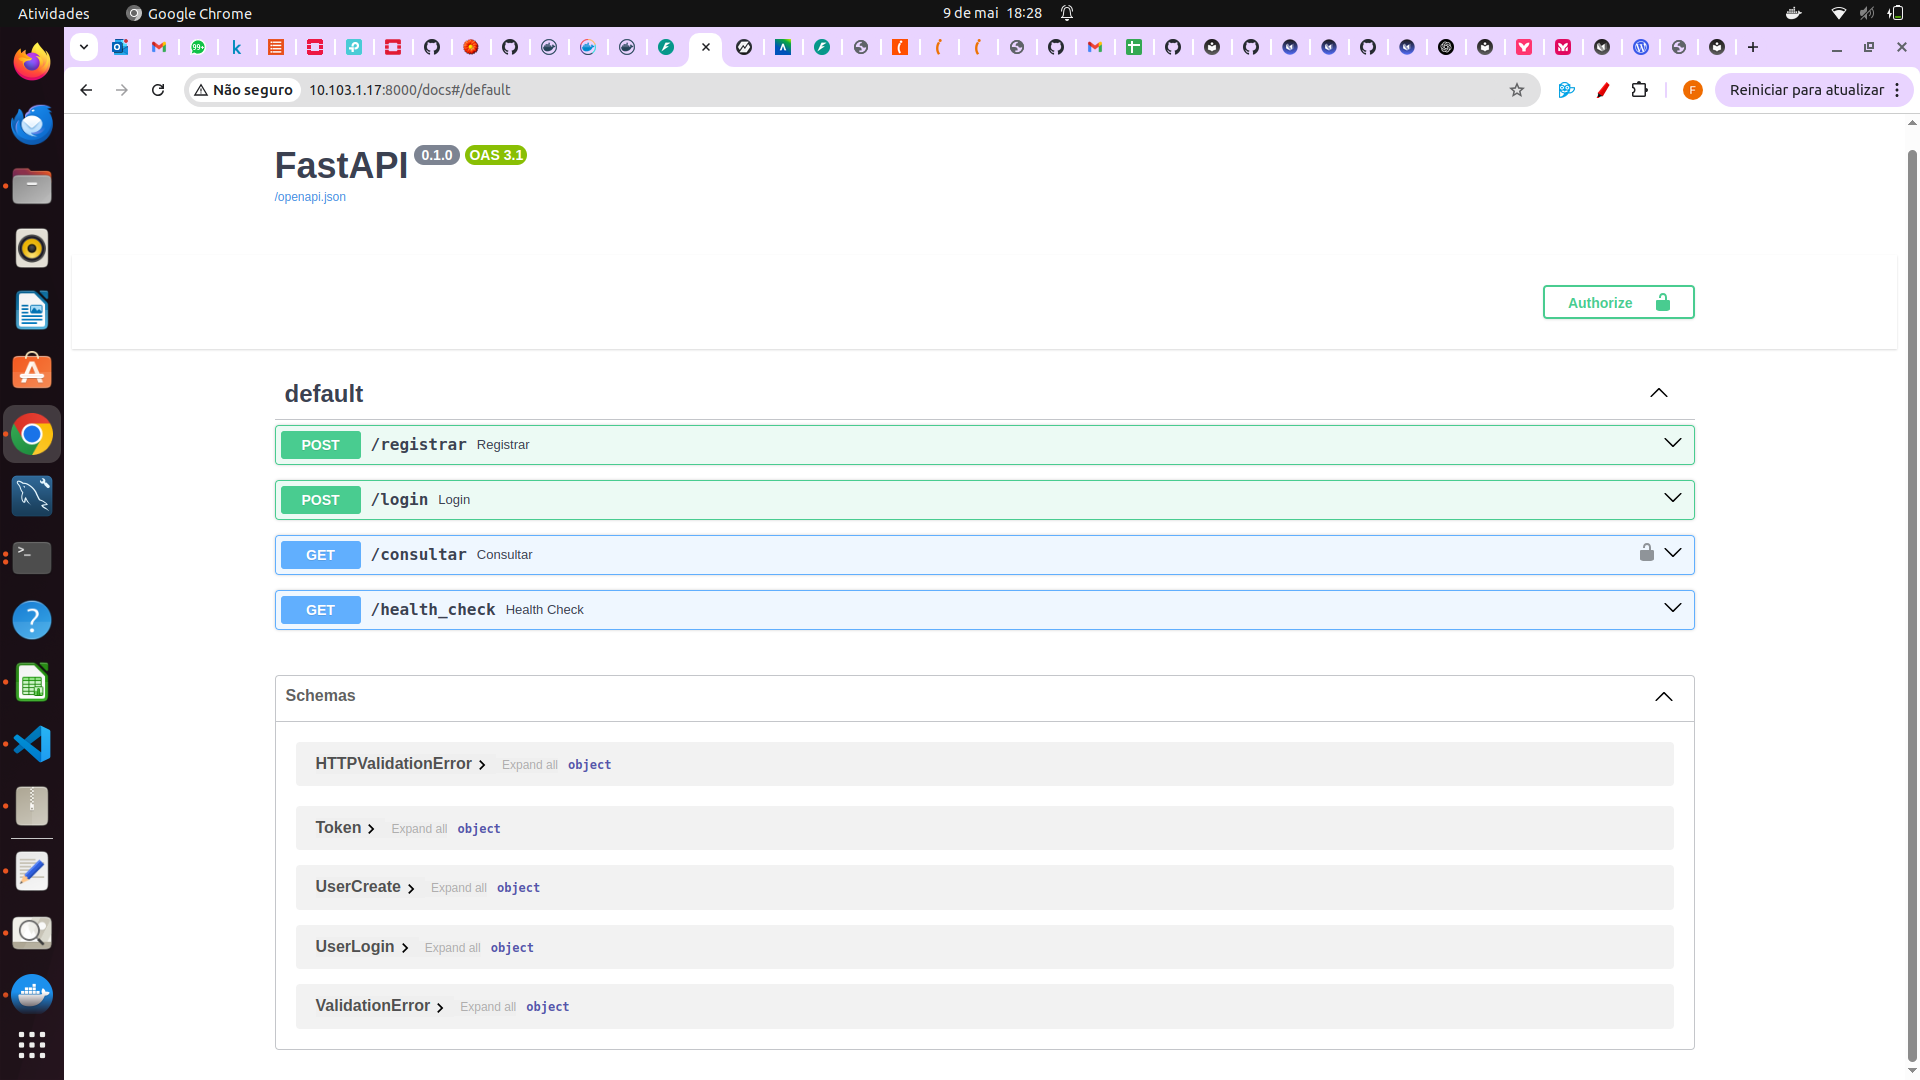 Atividades
Google Chrome
9 de mai 18:28
99+
Não seguro
10.103.1.17:8000/docs#/default
F
Reiniciar para atualizar
FastAPI 0.1.0 OAS 3.1
/openapi.json
Authorize
default
POST /registrar Registrar
POST /login Login
GET /consultar Consultar
GET /health_check Health Check
Schemas
HTTPValidationError Expand all object
Token Expand all object
UserCreate Expand all object
UserLogin Expand all object
ValidationError Expand all object